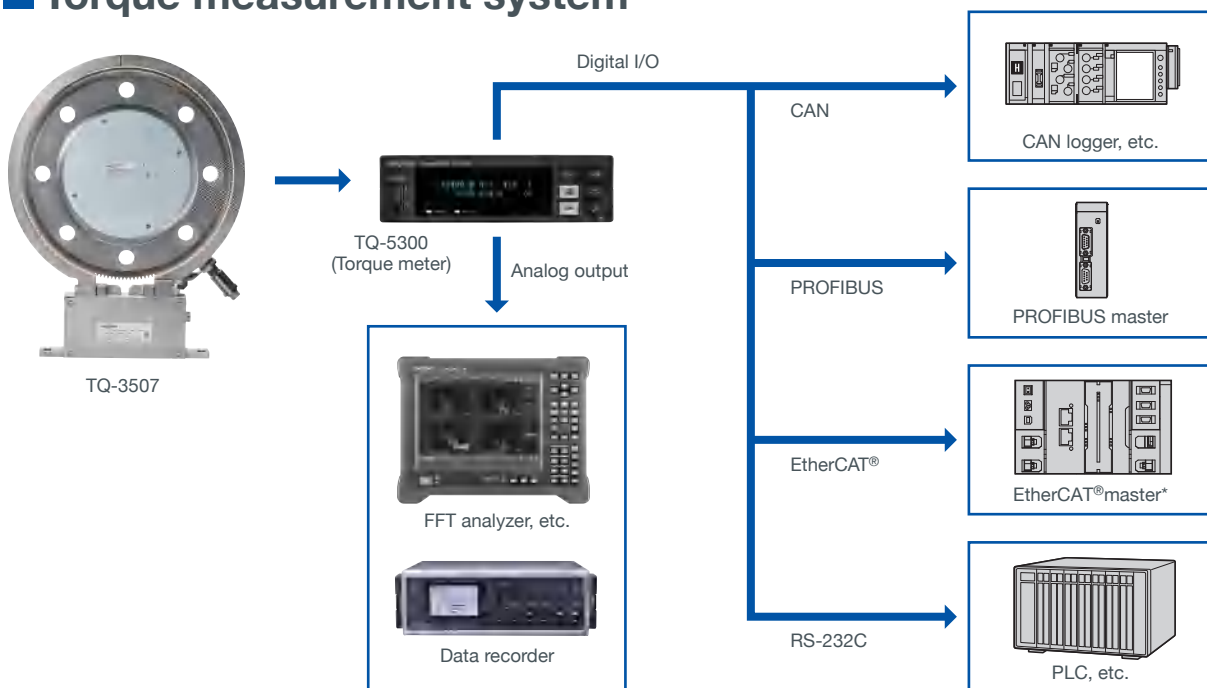 Torque measurement system
Digital I/O
CAN
CAN logger, etc.
TQ-5300
(Torque meter)
Analog output
PROFIBUS
PROFIBUS master
TQ-3507
FFT analyzer, etc.
EtherCAT®
EtherCAT®master*
Data recorder
RS-232C
PLC, etc.